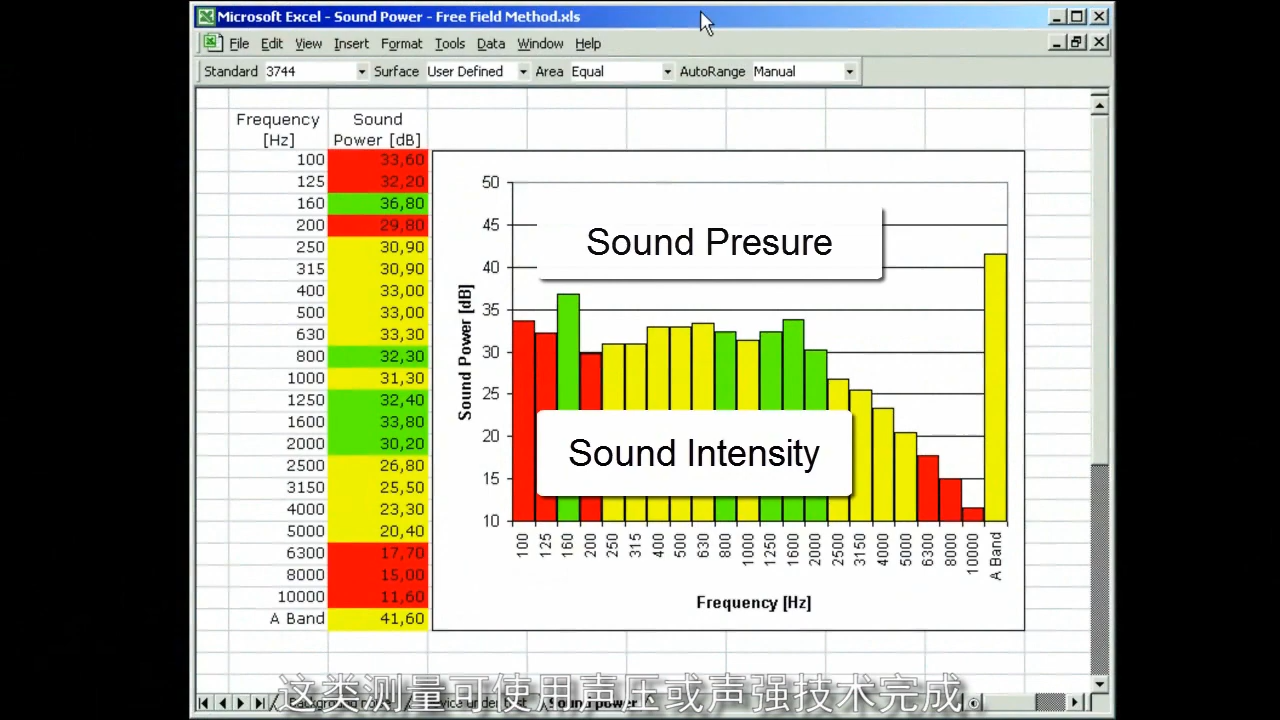 Microsoft Excel - Sound Power - Free Field Method.xls
File Edit View Insert Format Tools Data Window Help
Standard 3744 Surface User Defined Area Equal AutoRange Manual
Frequency [Hz] Sound Power [dB]
100 33,60
125 32,20
160 36,80
200 29,80
250 30,90
315 30,90
400 33,00
500 33,00
630 33,30
800 32,30
1000 31,30
1250 32,40
1600 33,80
2000 30,20
2500 26,80
3150 25,50
4000 23,30
5000 20,40
6300 17,70
8000 15,00
10000 11,60
A Band 41,60
Sound Power [dB]
50
45
40
35
30
25
20
15
10
Sound Presure
Sound Intensity
100 125 160 200 250 315 400 500 630 800 1000 1250 1600 2000 2500 3150 4000 5000 6300 8000 10000 A Band
Frequency [Hz]
这类测量可使用声压或声强技术完成.
Sound power